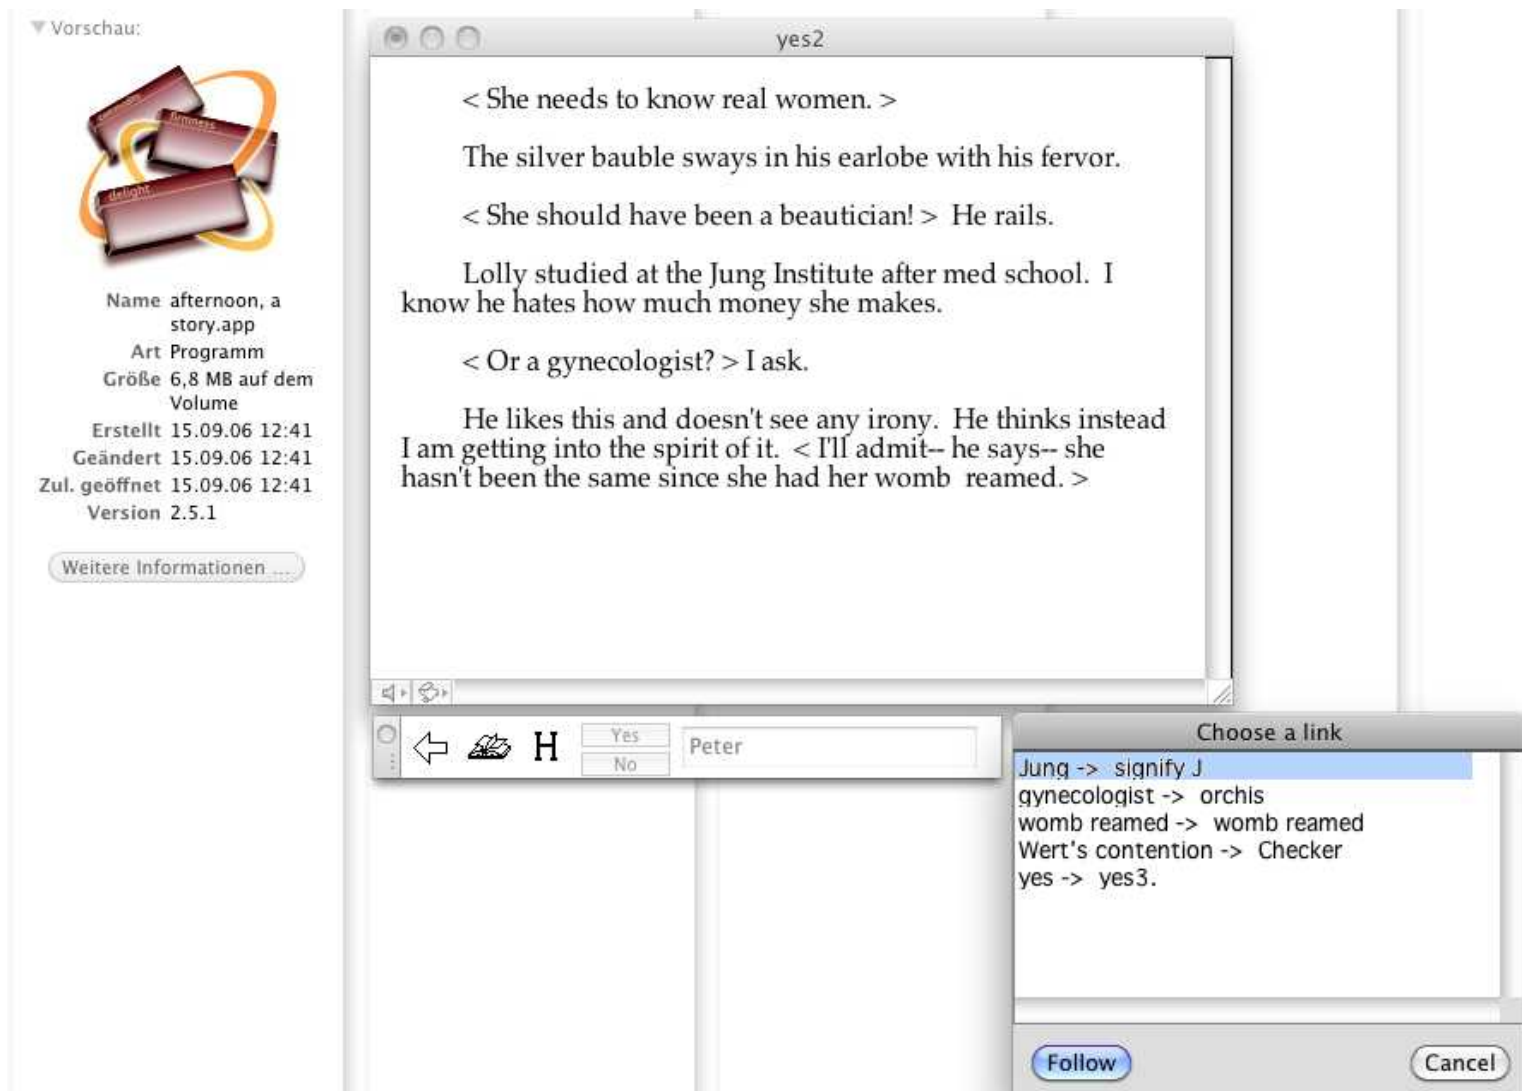 Vorschau:
firmness
delight
Name afternoon, a
story.app
Art Programm
Größe 6,8 MB auf dem
Volume
Erstellt 15.09.06 12:41
Geändert 15.09.06 12:41
Zul. geöffnet 15.09.06 12:41
Version 2.5.1
Weitere Informationen ...
yes2
< She needs to know real women. >
The silver bauble sways in his earlobe with his fervor.
< She should have been a beautician! > He rails.
Lolly studied at the Jung Institute after med school. I
know he hates how much money she makes.
< Or a gynecologist? > I ask.
He likes this and doesn't see any irony. He thinks instead
I am getting into the spirit of it. < I'll admit-- he says-- she
hasn't been the same since she had her womb reamed. >
H
Yes
No
Peter
Choose a link
Jung -> signify J
gynecologist -> orchis
womb reamed -> womb reamed
Wert's contention -> Checker
yes -> yes3.
Follow
Cancel